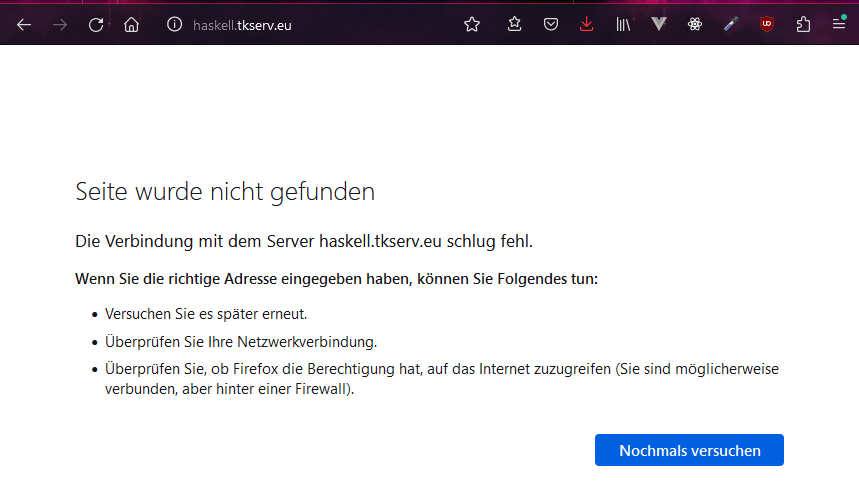 haskell.tkserv.eu
Seite wurde nicht gefunden
Die Verbindung mit dem Server haskell.tkserv.eu schlug fehl.
Wenn Sie die richtige Adresse eingegeben haben, können Sie Folgendes tun:
Versuchen Sie es später erneut.
Überprüfen Sie Ihre Netzwerkverbindung.
Überprüfen Sie, ob Firefox die Berechtigung hat, auf das Internet zuzugreifen (Sie sind möglicherweise
verbunden, aber hinter einer Firewall).
Nochmals versuchen